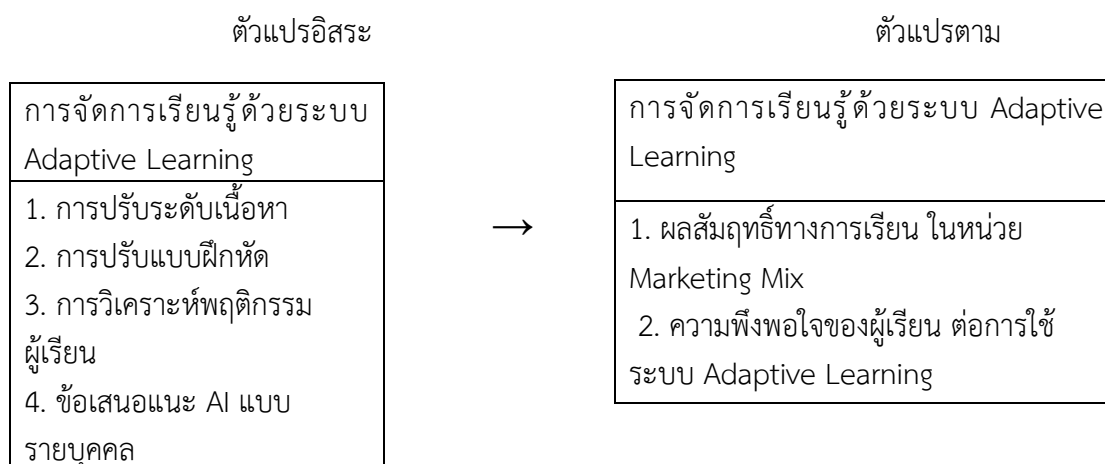 ตัวแปรอิสระ
ตัวแปรตาม
การจัดการเรียนรู้ด้วยระบบ
Adaptive Learning
1. การปรับระดับเนื้อหา
2. การปรับแบบฝึกหัด
3. การวิเคราะห์พฤติกรรม
ผู้เรียน
4. ข้อเสนอแนะ AI แบบ
รายบุคคล
→
การจัดการเรียนรู้ด้วยระบบ Adaptive
Learning
1. ผลสัมฤทธิ์ทางการเรียน ในหน่วย
Marketing Mix
2. ความพึงพอใจของผู้เรียน ต่อการใช้
ระบบ Adaptive Learning